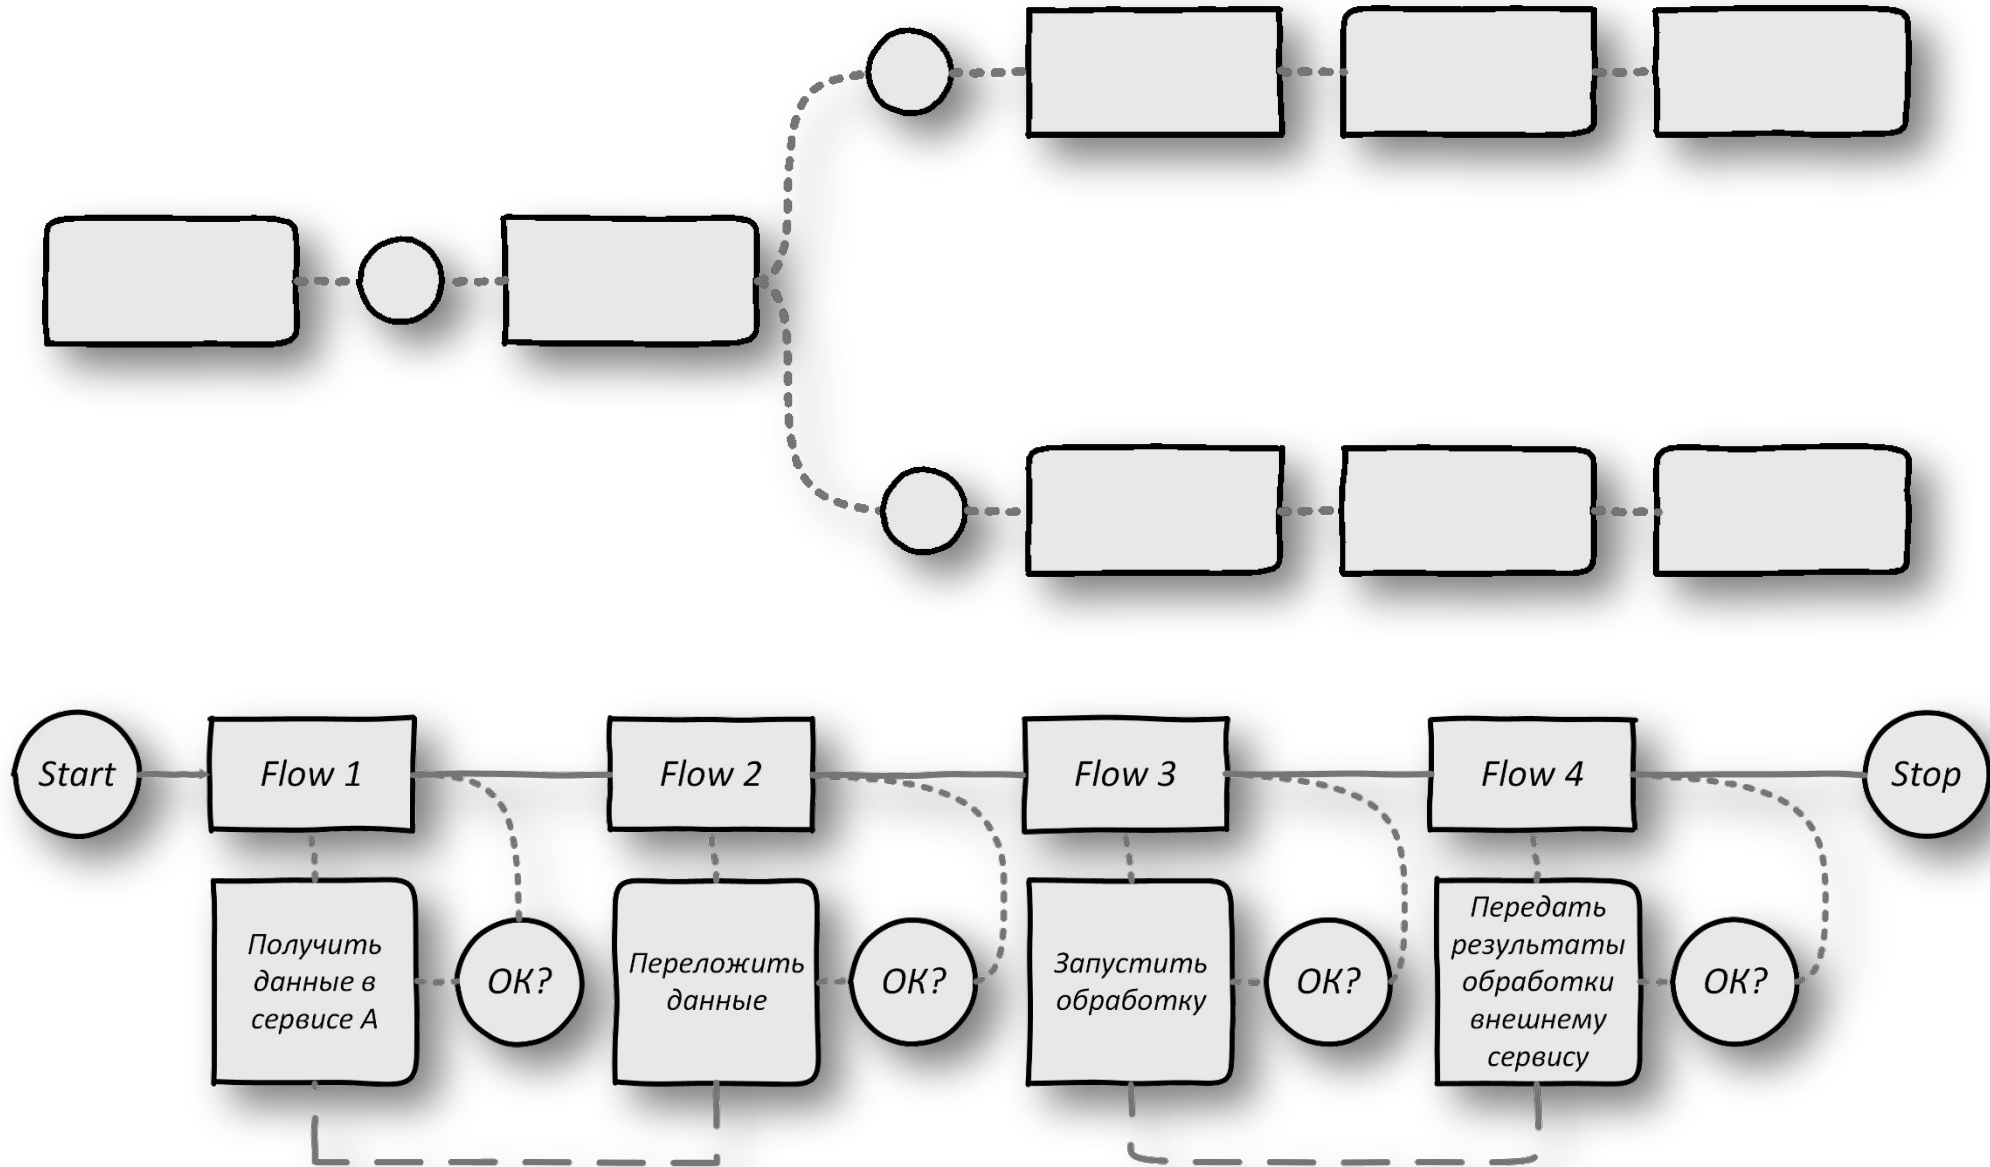 Start
Flow 1
Flow 2
Flow 3
Flow 4
Stop
Получить
данные в
сервисе А
ОК?
Переложить
данные
ОК?
Запустить
обработку
ОК?
Передать
результаты
обработки
внешнему
сервису
ОК?